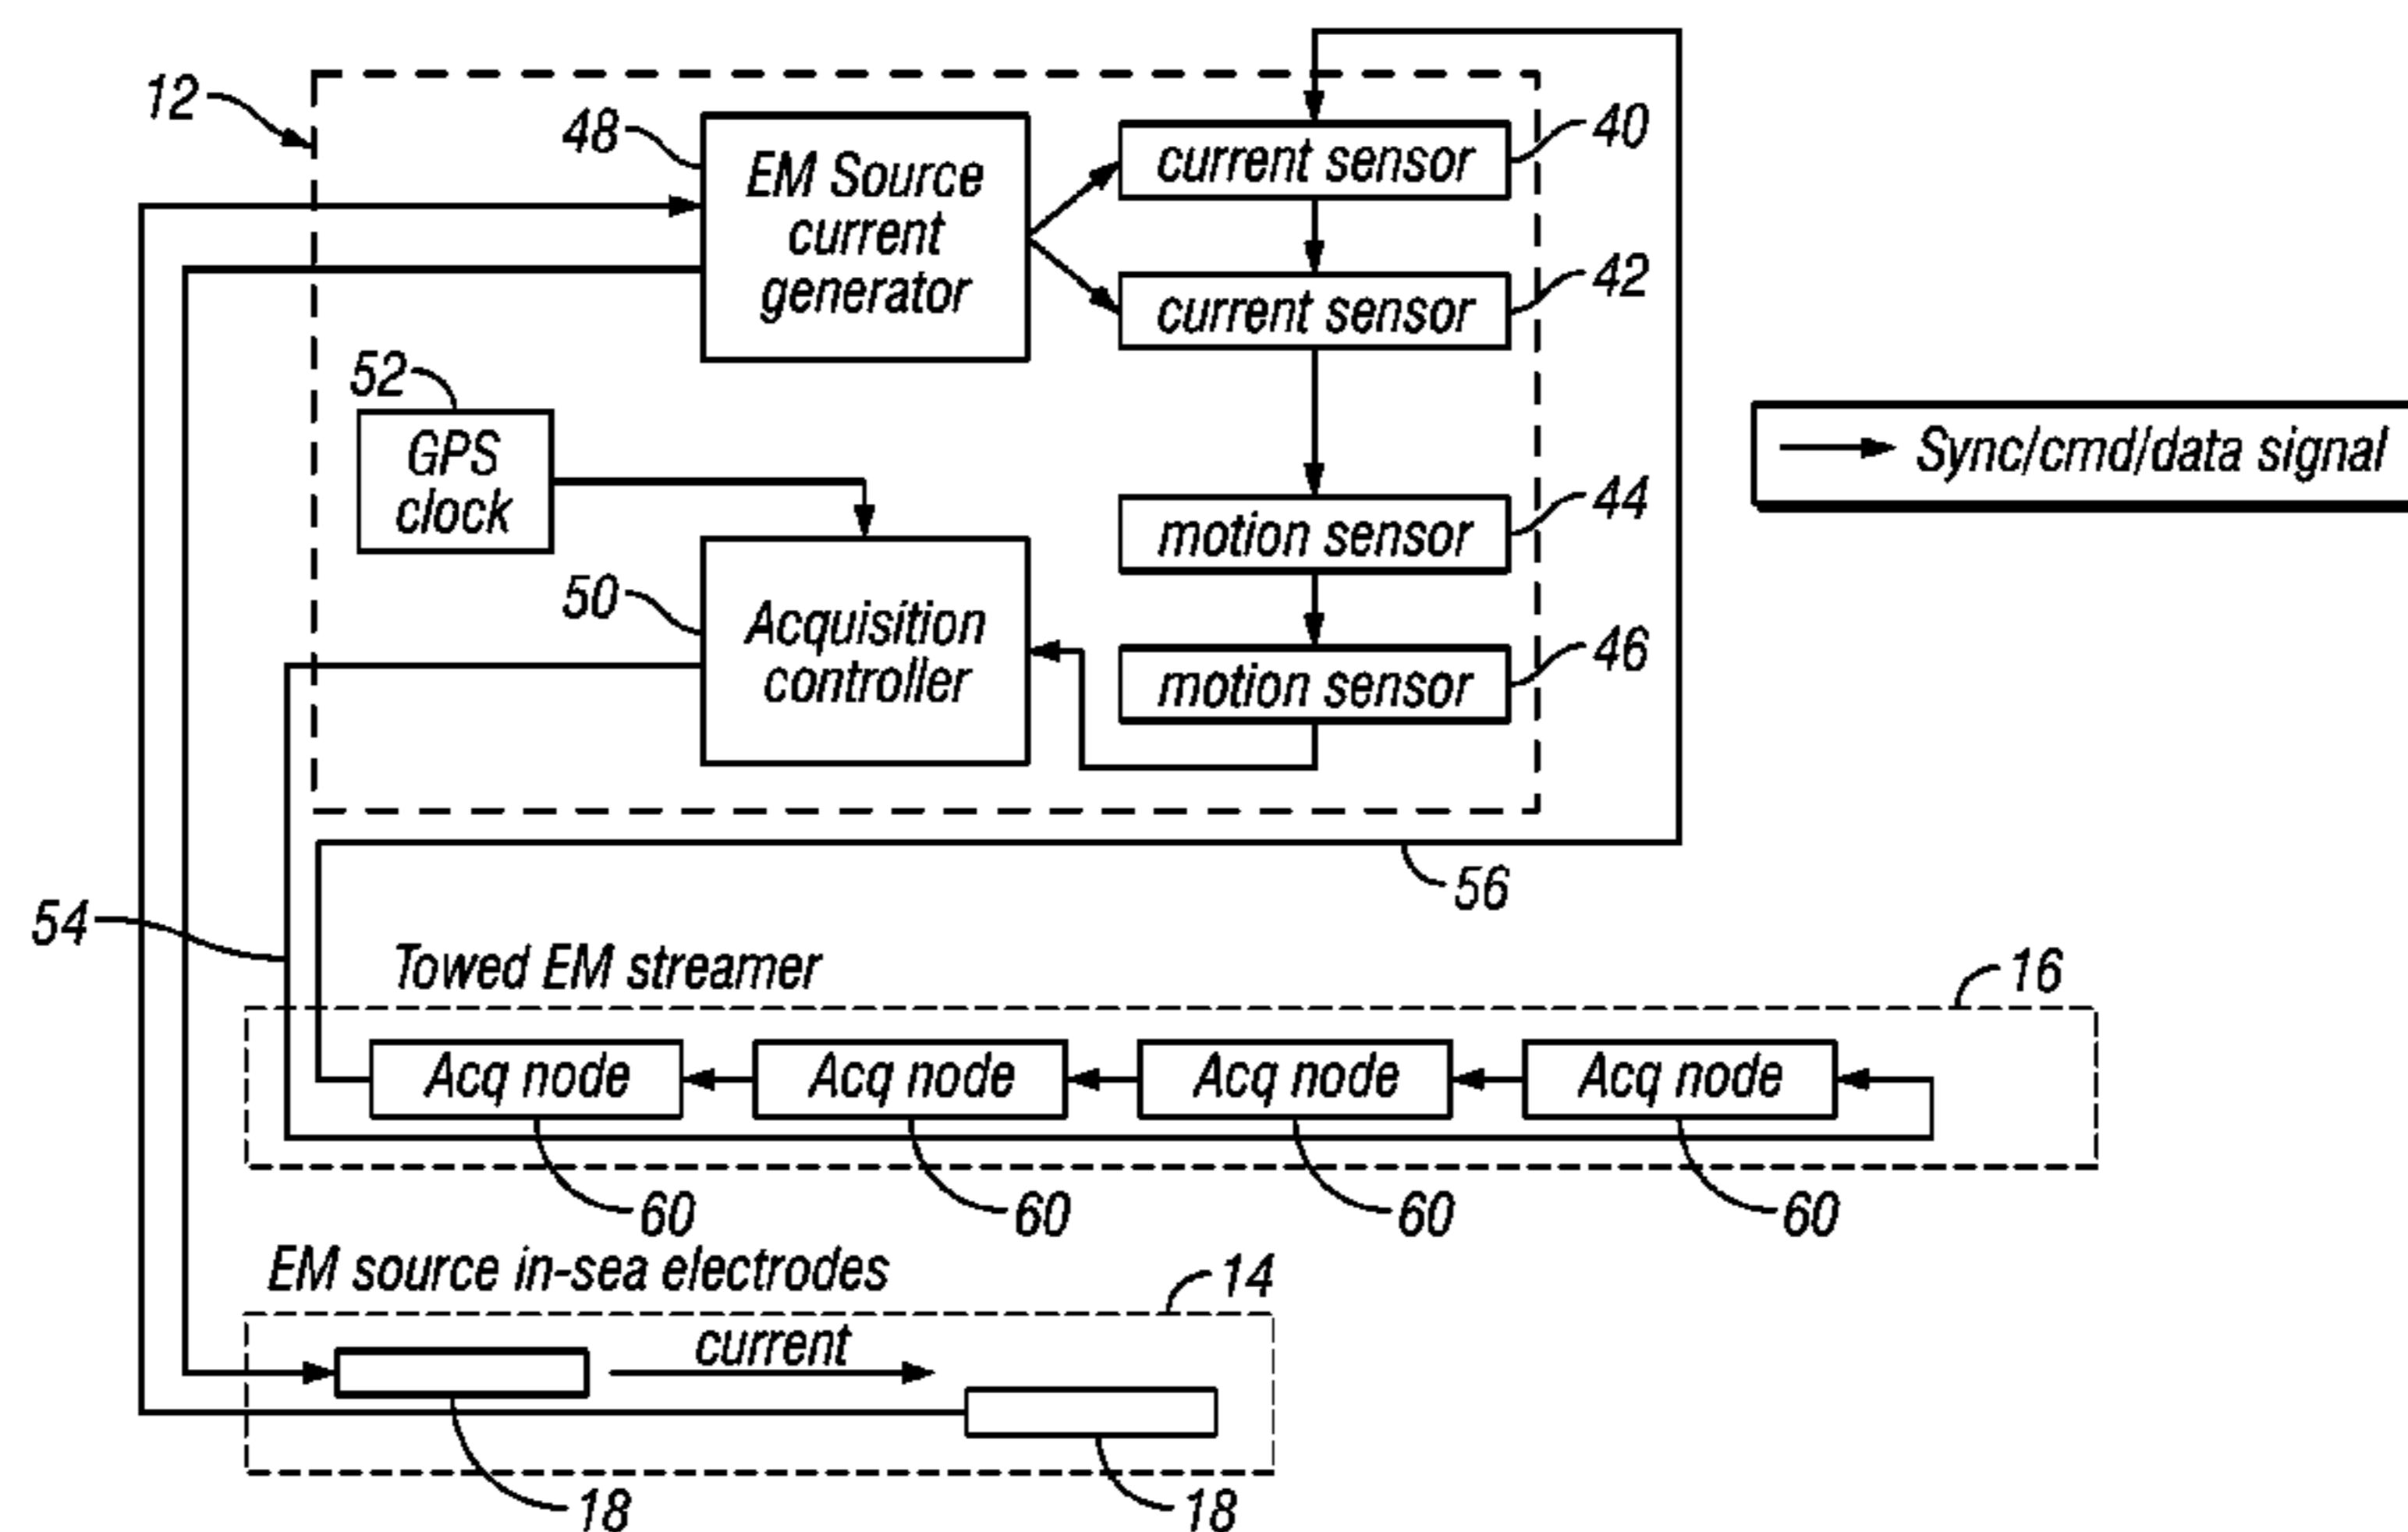 12
48
EM Source
current
generator
current sensor
40
current sensor
42
52
GPS
clock
Sync/cmd/data signal
motion sensor
44
50
Acquisition
controller
motion sensor
46
56
54
Towed EM streamer
16
Acq node
Acq node
Acq node
Acq node
60
60
60
60
EM source in-sea electrodes
14
current
18
18